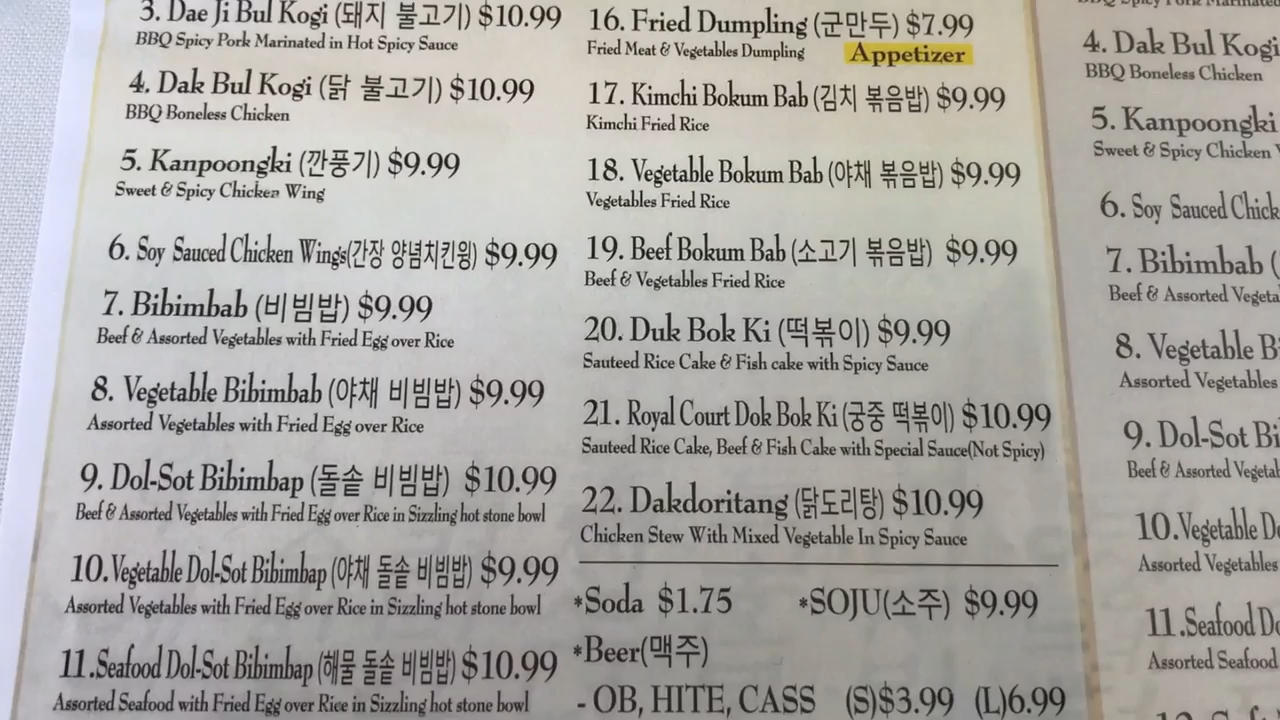 3. Dae Ji Bul Kogi (돼지 불고기) $10.99
BBQ Spicy Pork Marinated in Hot Spicy Sauce
4. Dak Bul Kogi (닭 불고기) $10.99
BBQ Boneless Chicken
5. Kanpoongki (깐풍기) $9.99
Sweet & Spicy Chicken Wing
6. Soy Sauced Chicken Wings(간장 양념치킨윙) $9.99
7. Bibimbab (비빔밥) $9.99
Beef & Assorted Vegetables with Fried Egg over Rice
8. Vegetable Bibimbab (야채 비빔밥) $9.99
Assorted Vegetables with Fried Egg over Rice
9. Dol-Sot Bibimbap (돌솥 비빔밥) $10.99
Beef & Assorted Vegetables with Fried Egg over Rice in Sizzling hot stone bowl
10.Vegetable Dol-Sot Bibimbap (야채 돌솥 비빔밥) $9.99
Assorted Vegetables with Fried Egg over Rice in Sizzling hot stone bowl
11.Seafood Dol-Sot Bibimbap (해물 돌솥 비빔밥) $10.99
Assorted Seafood with Fried Egg over Rice in Sizzling hot stone bowl
16. Fried Dumpling (군만두) $7.99
Fried Meat & Vegetables Dumpling Appetizer
17. Kimchi Bokum Bab (김치 볶음밥) $9.99
Kimchi Fried Rice
18. Vegetable Bokum Bab (야채 볶음밥) $9.99
Vegetables Fried Rice
19. Beef Bokum Bab (소고기 볶음밥) $9.99
Beef & Vegetables Fried Rice
20. Duk Bok Ki (떡볶이) $9.99
Sauteed Rice Cake & Fish cake with Spicy Sauce
21. Royal Court Dok Bok Ki (궁중 떡볶이) $10.99
Sauteed Rice Cake, Beef & Fish Cake with Special Sauce(Not Spicy)
22. Dakdoritang (닭도리탕) $10.99
Chicken Stew With Mixed Vegetable In Spicy Sauce
*Soda $1.75 *SOJU(소주) $9.99
*Beer(맥주)
- OB, HITE, CASS (S)$3.99 (L)6.99
4. Dak Bul Kogi
BBQ Boneless Chicken
5. Kanpoongki
Sweet & Spicy Chicken
6. Soy Sauced Chick
7. Bibimbab (
Beef & Assorted Vegeta
8. Vegetable B
Assorted Vegetables
9. Dol-Sot Bi
Beef & Assorted Vegetab
10.Vegetable Do
Assorted Vegetables
11.Seafood Do
Assorted Seafood